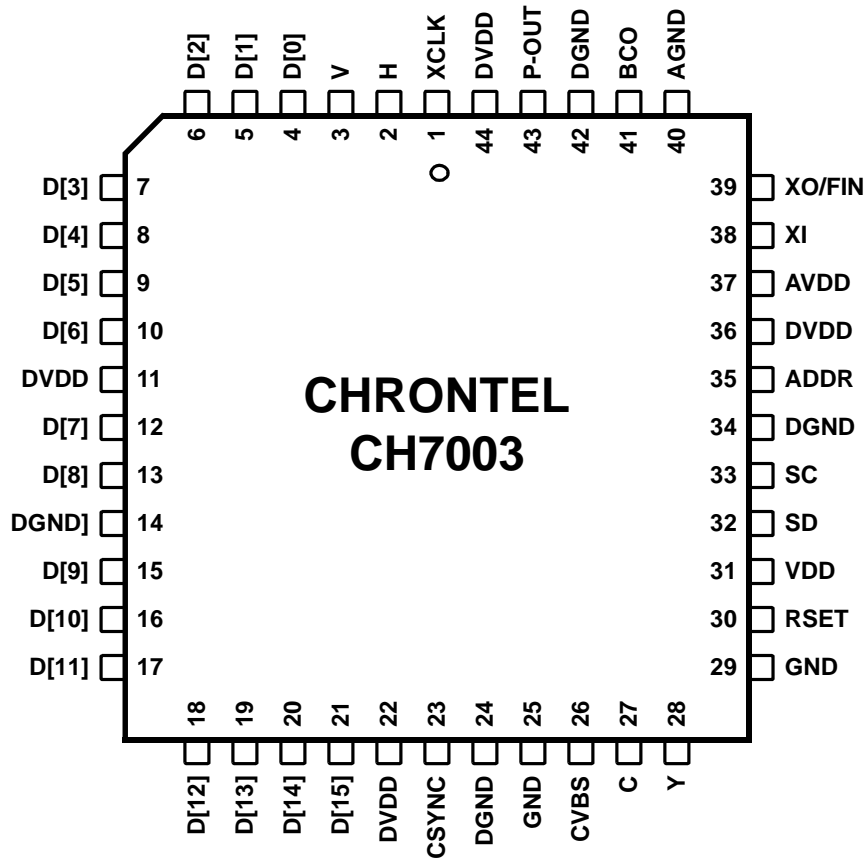 D[2] D[1] D[0] V H XCLK DVDD P-OUT DGND BCO AGND
6 5 4 3 2 1 44 43 42 41 40
D[3] 7 39 XO/FIN
D[4] 8 38 XI
D[5] 9 37 AVDD
D[6] 10 36 DVDD
DVDD 11 35 ADDR
CHRONTEL
D[7] 12 34 DGND
CH7003
D[8] 13 33 SC
DGND] 14 32 SD
D[9] 15 31 VDD
D[10] 16 30 RSET
D[11] 17 29 GND
18 19 20 21 22 23 24 25 26 27 28
D[12] D[13] D[14] D[15] DVDD CSYNC DGND GND CVBS C Y